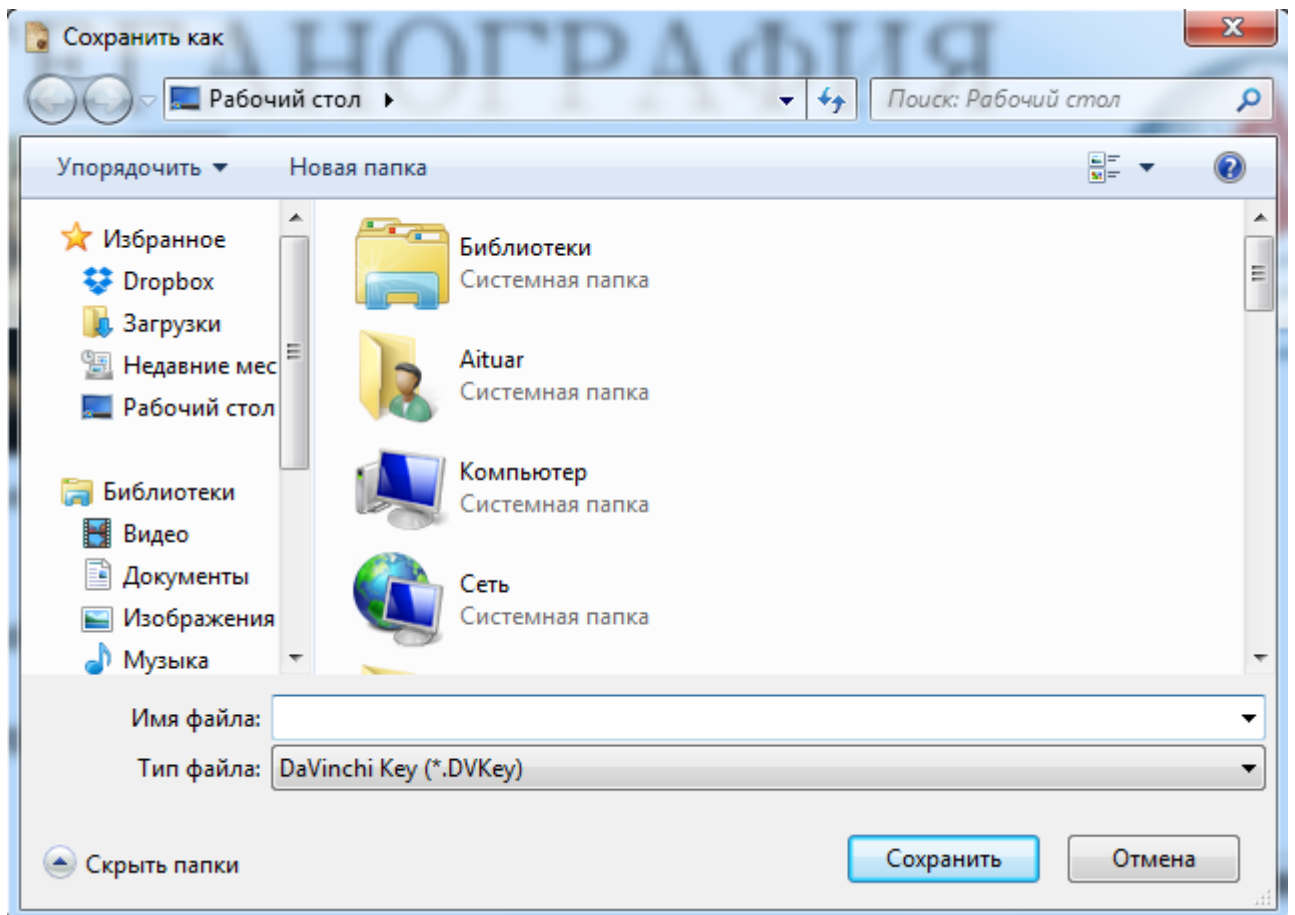 ЕГАНОГРАФИЯ
Сохранить как
Рабочий стол
Поиск: Рабочий стол
Упорядочить
Новая папка
Избранное
Dropbox
Загрузки
Недавние мес
Рабочий стол
Библиотеки
Видео
Документы
Изображения
Музыка
Библиотеки
Системная папка
Aituar
Системная папка
Компьютер
Системная папка
Сеть
Системная папка
Имя файла:
Тип файла: DaVinchi Key (*.DVKey)
Скрыть папки
Сохранить
Отмена